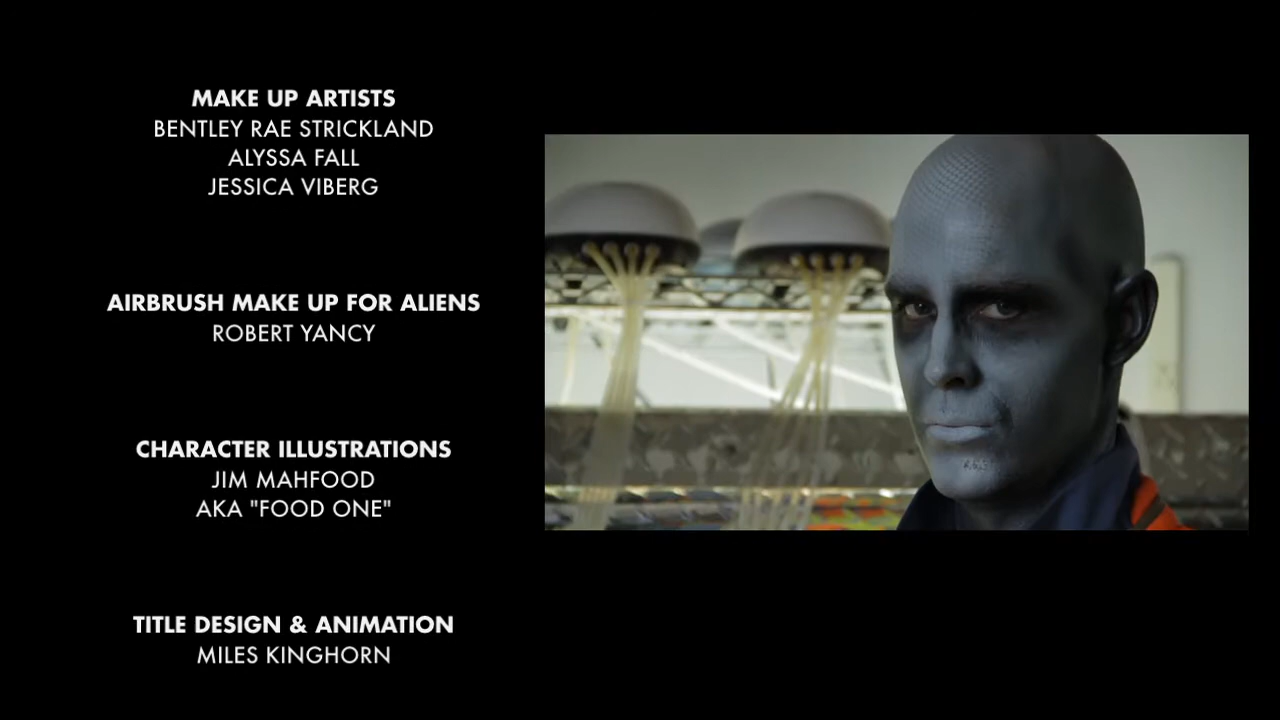 MAKE UP ARTISTS
BENTLEY RAE STRICKLAND
ALYSSA FALL
JESSICA VIBERG
AIRBRUSH MAKE UP FOR ALIENS
ROBERT YANCY
CHARACTER ILLUSTRATIONS
JIM MAHFOOD
AKA "FOOD ONE"
TITLE DESIGN & ANIMATION
MILES KINGHORN